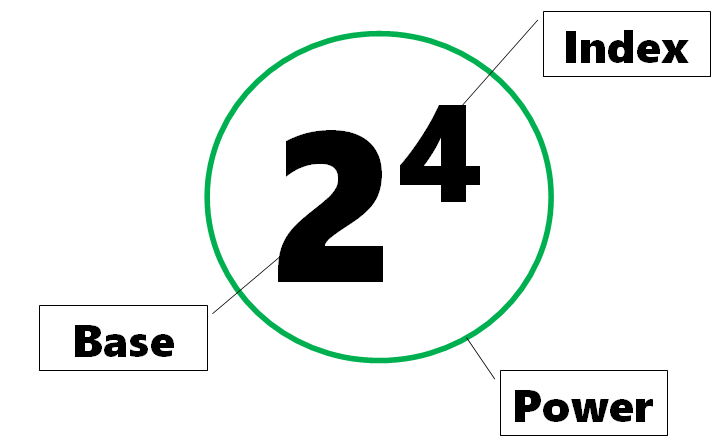 Index
2⁴
Base
Power